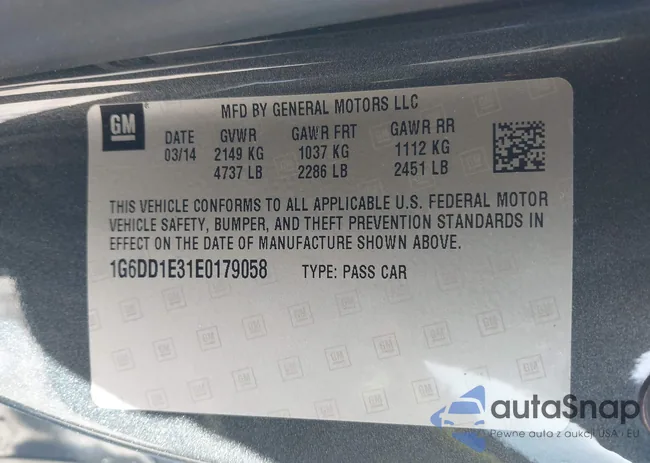 MFD BY GENERAL MOTORS LLC
GM
DATE GVWR GAWR FRT GAWR RR
03/14 2149 KG 1037 KG 1112 KG
4737 LB 2286 LB 2451 LB
THIS VEHICLE CONFORMS TO ALL APPLICABLE U.S. FEDERAL MOTOR
VEHICLE SAFETY, BUMPER, AND THEFT PREVENTION STANDARDS IN
EFFECT ON THE DATE OF MANUFACTURE SHOWN ABOVE.
1G6DD1E31E0179058 TYPE: PASS CAR
autaSnap
Pewne auta z aukcji USA i EU